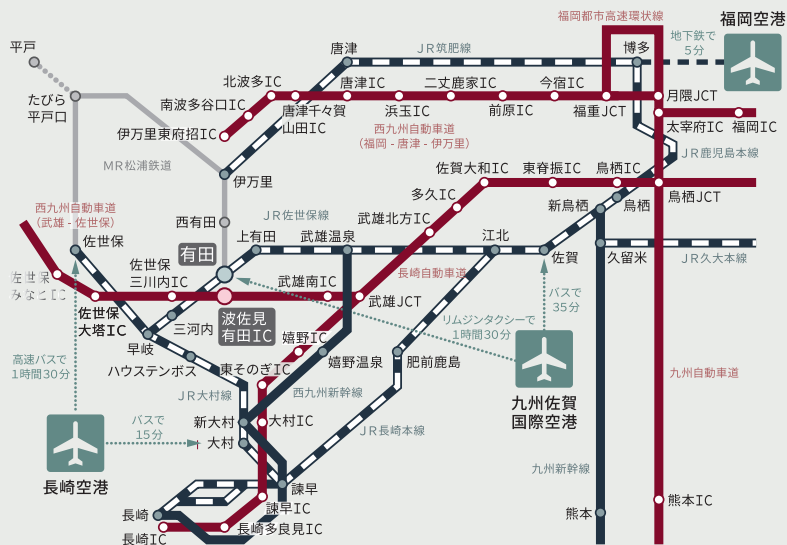 福岡都市高速環状線
福岡空港
地下鉄で
5分
平戸
唐津
JR筑肥線
博多
北波多IC
唐津IC
二丈鹿家IC
今宿IC
月隈JCT
たびら
平戸口
南波多谷口IC
唐津千々賀
山田IC
浜玉IC
前原IC
福重JCT
太宰府IC
福岡IC
伊万里東府招IC
西九州自動車道
(福岡 - 唐津 - 伊万里)
JR鹿児島本線
MR松浦鉄道
佐賀大和IC
東脊振IC
鳥栖IC
伊万里
多久IC
鳥栖JCT
西九州自動車道
(武雄 - 佐世保)
西有田
JR佐世保線
武雄北方IC
新鳥栖
鳥栖
佐世保
上有田
武雄温泉
江北
佐賀
久留米
JR久大本線
有田
佐世保
みなとIC
佐世保
三川内IC
武雄南IC
長崎自動車道
武雄JCT
バスで
35分
佐世保
大塔IC
三河内
波佐見
有田IC
リムジンタクシーで
1時間30分
早岐
嬉野IC
高速バスで
1時間30分
ハウステンボス
東そのぎIC
嬉野温泉
肥前鹿島
九州自動車道
JR大村線
西九州新幹線
九州佐賀
国際空港
バスで
15分
新大村
大村IC
JR長崎本線
大村
九州新幹線
長崎空港
諫早
諫早IC
熊本IC
長崎
長崎多良見IC
熊本
長崎IC